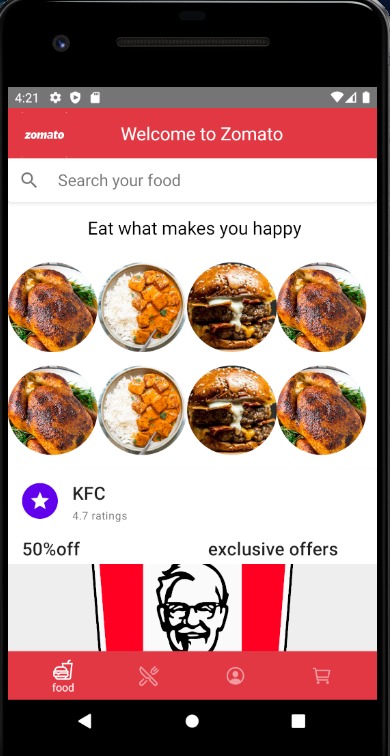 4:21
zomato
Welcome to Zomato
Search your food
Eat what makes you happy
KFC
4.7 ratings
50%off
exclusive offers
food